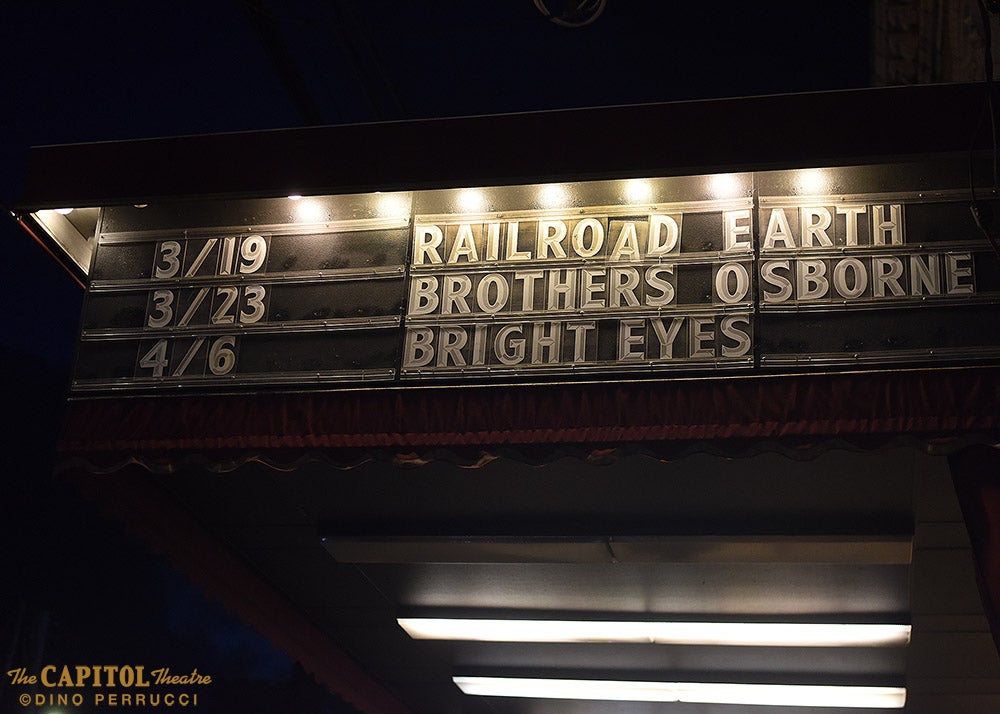 3/19 RAILROAD EARTH
3/23 BROTHERS OSBORNE
4/6 BRIGHT EYES
The CAPITOL Theatre
©DINO PERRUCCI